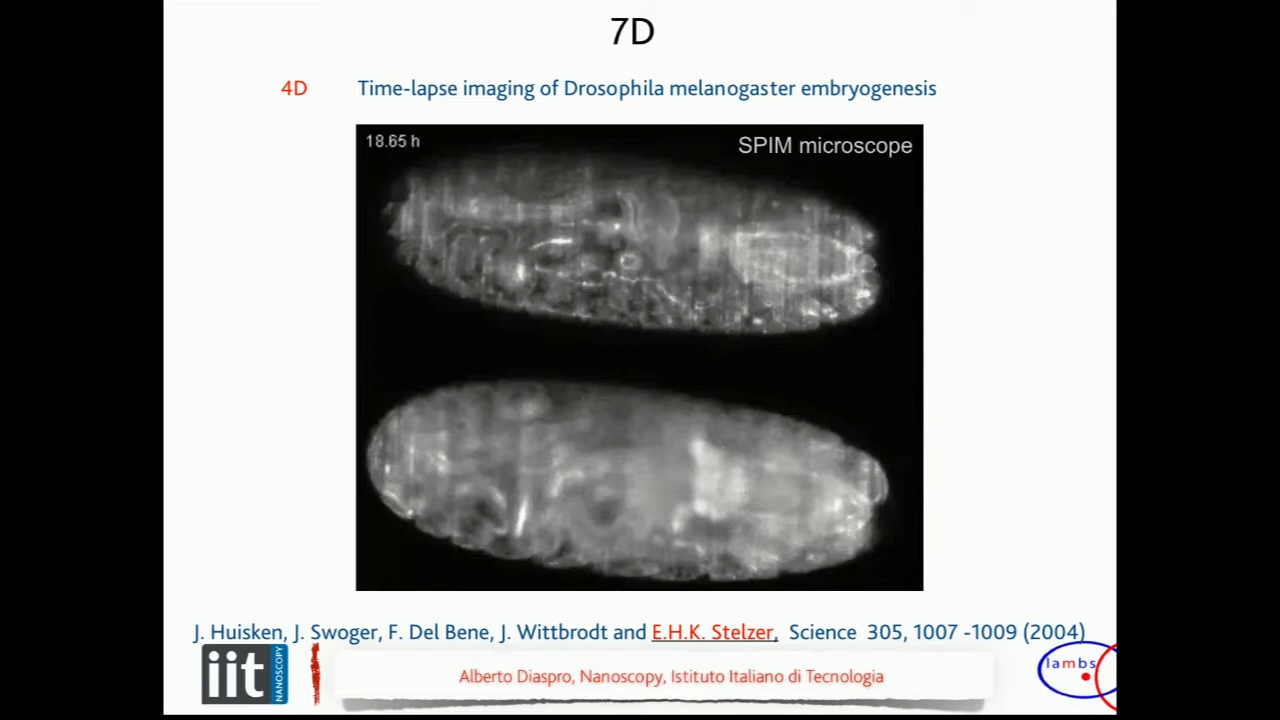 7D
4D Time-lapse imaging of Drosophila melanogaster embryogenesis
18.65 h SPIM microscope
J. Huisken, J. Swoger, F. Del Bene, J. Wittbrodt and E.H.K. Stelzer, Science 305, 1007 -1009 (2004)
iit NANOSCOPY
Alberto Diaspro, Nanoscopy, Istituto Italiano di Tecnologia
lambs